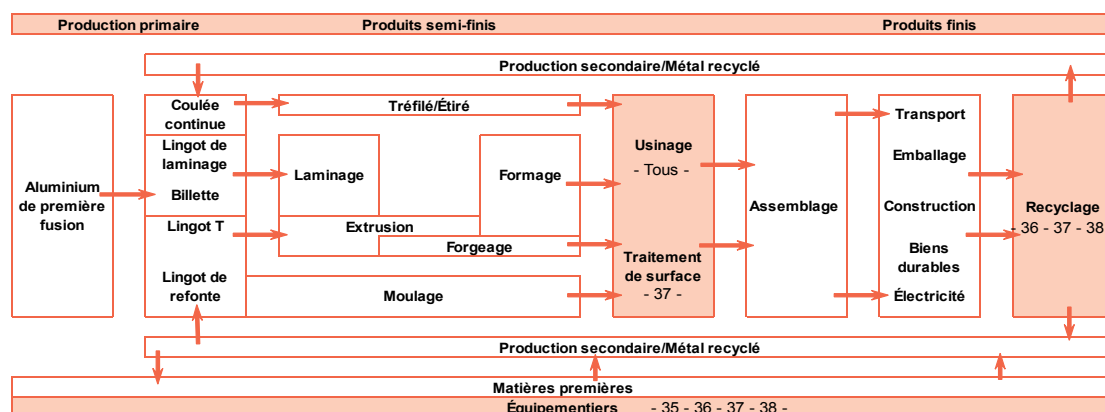 Production primaire
Produits semi-finis
Produits finis
Production secondaire/Métal recyclé
Aluminium
de première
fusion
Coulée
continue
Lingot de
laminage
Billette
Lingot T
Lingot de
refonte
Tréfilé/Étiré
Laminage
Formage
Extrusion
Forgeage
Moulage
Usinage
- Tous -
Traitement
de surface
- 37 -
Assemblage
Transport
Emballage
Construction
Biens
durables
Électricité
Recyclage
- 36 - 37 - 38
Production secondaire/Métal recyclé
Matières premières
Équipementiers - 35 - 36 - 37 - 38 -